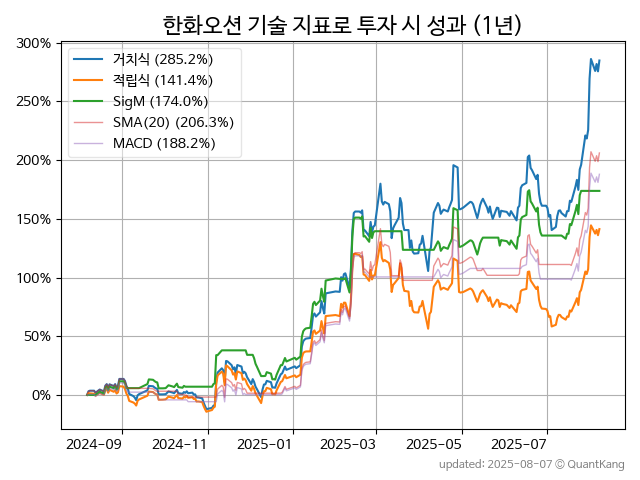 한화오션 기술 지표로 투자 시 성과 (1년)
300%
250%
200%
150%
100%
50%
0%
거치식 (285.2%)
적립식 (141.4%)
SigM (174.0%)
SMA(20) (206.3%)
MACD (188.2%)
2024-09
2024-11
2025-01
2025-03
2025-05
2025-07
updated: 2025-08-07 © QuantKang